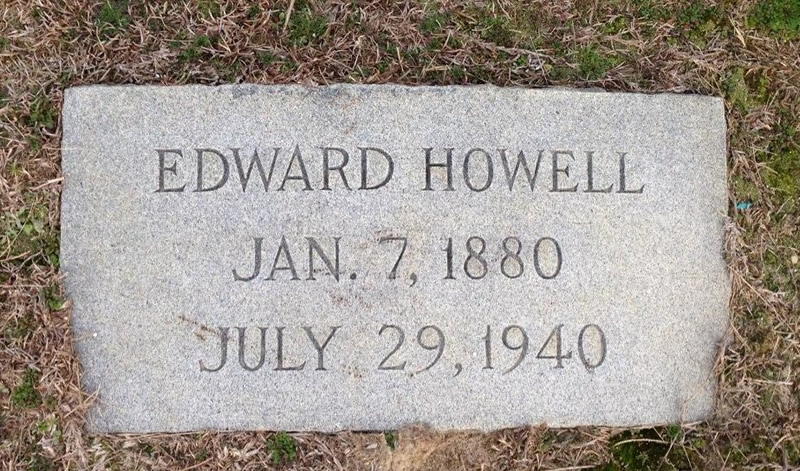 EDWARD HOWELL
JAN. 7, 1880
JULY 29, 1940